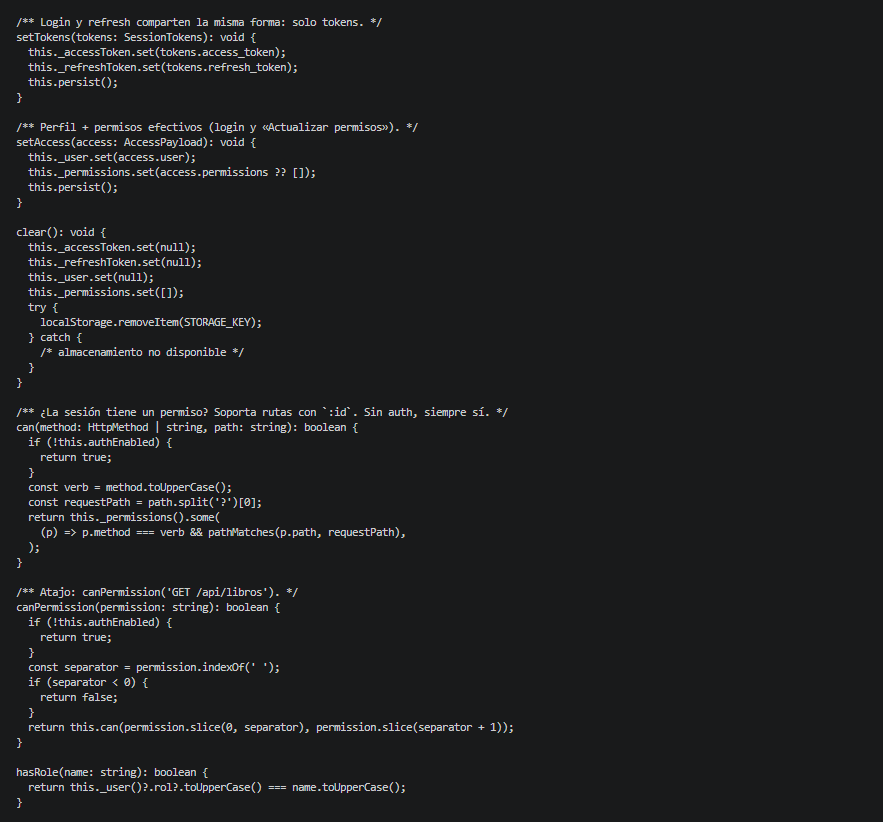 /** Login y refresh comparten la misma forma: solo tokens. */
setTokens(tokens: SessionTokens): void {
  this._accessToken.set(tokens.access_token);
  this._refreshToken.set(tokens.refresh_token);
  this.persist();
}

/** Perfil + permisos efectivos (login y «Actualizar permisos»). */
setAccess(access: AccessPayload): void {
  this._user.set(access.user);
  this._permissions.set(access.permissions ?? []);
  this.persist();
}

clear(): void {
  this._accessToken.set(null);
  this._refreshToken.set(null);
  this._user.set(null);
  this._permissions.set([]);
  try {
    localStorage.removeItem(STORAGE_KEY);
  } catch {
    /* almacenamiento no disponible */
  }
}

/** ¿La sesión tiene un permiso? Soporta rutas con `:id`. Sin auth, siempre sí. */
can(method: HttpMethod | string, path: string): boolean {
  if (!this.authEnabled) {
    return true;
  }
  const verb = method.toUpperCase();
  const requestPath = path.split('?')[0];
  return this._permissions().some(
    (p) => p.method === verb && pathMatches(p.path, requestPath),
  );
}

/** Atajo: canPermission('GET /api/libros'). */
canPermission(permission: string): boolean {
  if (!this.authEnabled) {
    return true;
  }
  const separator = permission.indexOf(' ');
  if (separator < 0) {
    return false;
  }
  return this.can(permission.slice(0, separator), permission.slice(separator + 1));
}

hasRole(name: string): boolean {
  return this._user()?.rol?.toUpperCase() === name.toUpperCase();
}